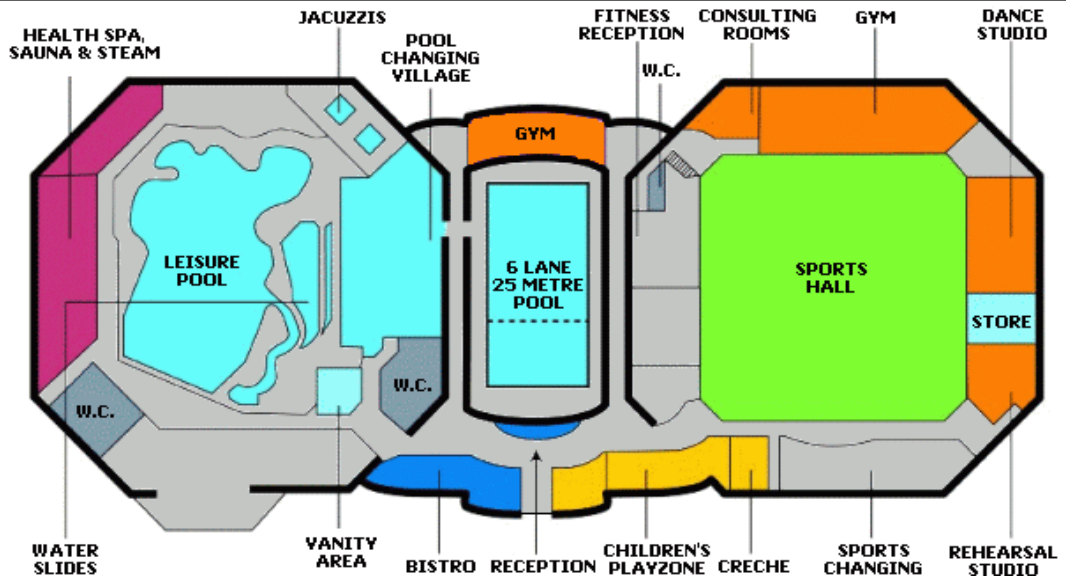 JACUZZIS
FITNESS
RECEPTION
CONSULTING
ROOMS
GYM
DANCE
STUDIO
HEALTH SPA,
SAUNA & STEAM
POOL
CHANGING
VILLAGE
W.C.
GYM
LEISURE
POOL
6 LANE
25 METRE
POOL
SPORTS
HALL
STORE
W.C.
W.C.
WATER
SLIDES
VANITY
AREA
BISTRO
RECEPTION
CHILDREN'S
PLAYZONE
CRECHE
SPORTS
CHANGING
REHEARSAL
STUDIO